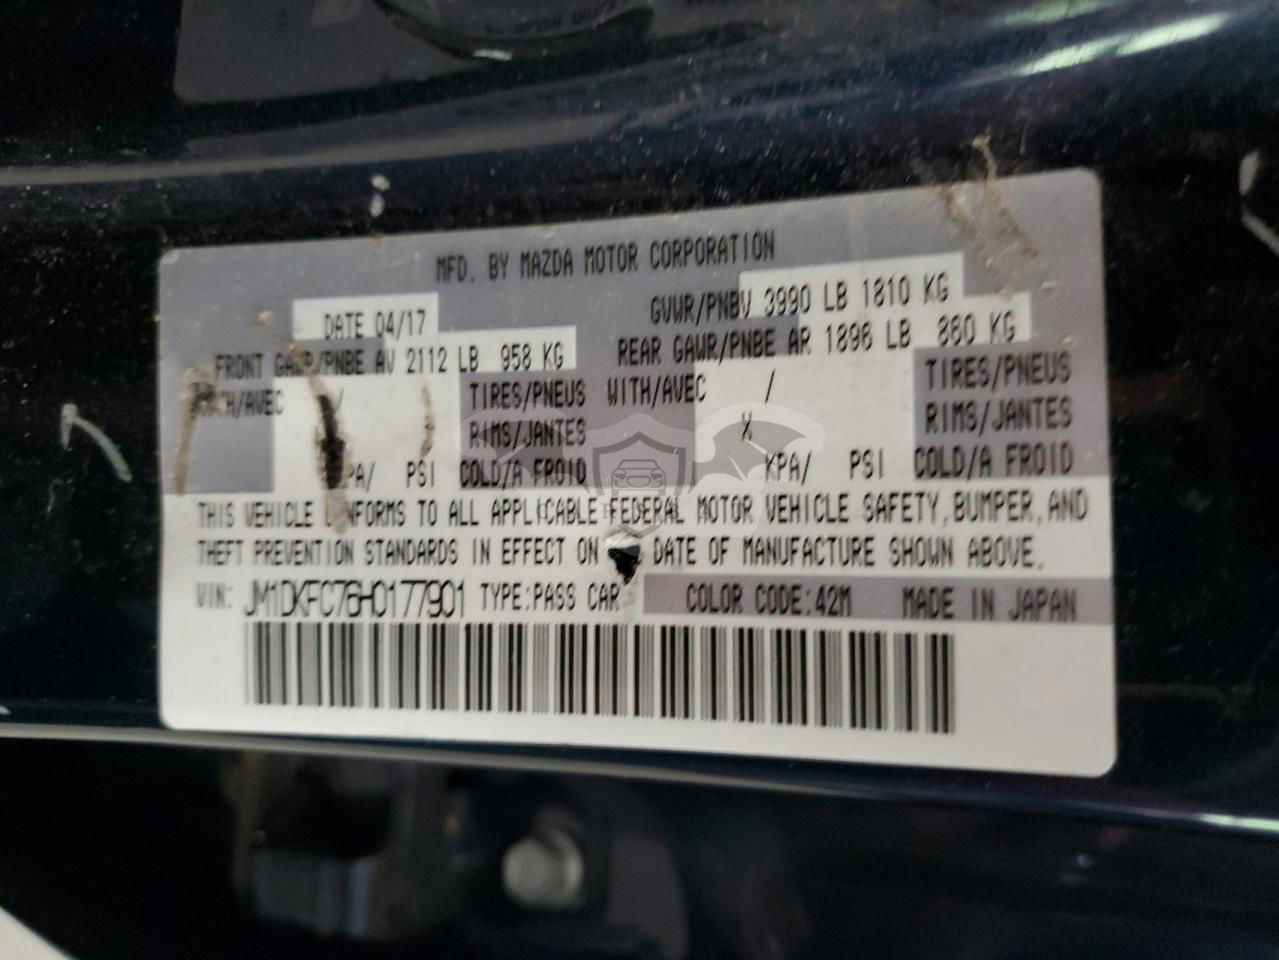 MFD. BY MAZDA MOTOR CORPORATION
DATE 04/17 GVWR/PNBV 3990 LB 1810 KG
FRONT GAWR/PNBE AV 2112 LB 958 KG REAR GAWR/PNBE AR 1898 LB 860 KG
WITH/AVEC / TIRES/PNEUS WITH/AVEC / TIRES/PNEUS
RIMS/JANTES X RIMS/JANTES
KPA/ PSI COLD/A FROID KPA/ PSI COLD/A FROID
THIS VEHICLE CONFORMS TO ALL APPLICABLE FEDERAL MOTOR VEHICLE SAFETY, BUMPER, AND
THEFT PREVENTION STANDARDS IN EFFECT ON DATE OF MANUFACTURE SHOWN ABOVE.
VIN: JM1DKFC76H0177901 TYPE:PASS CAR COLOR CODE:42M MADE IN JAPAN